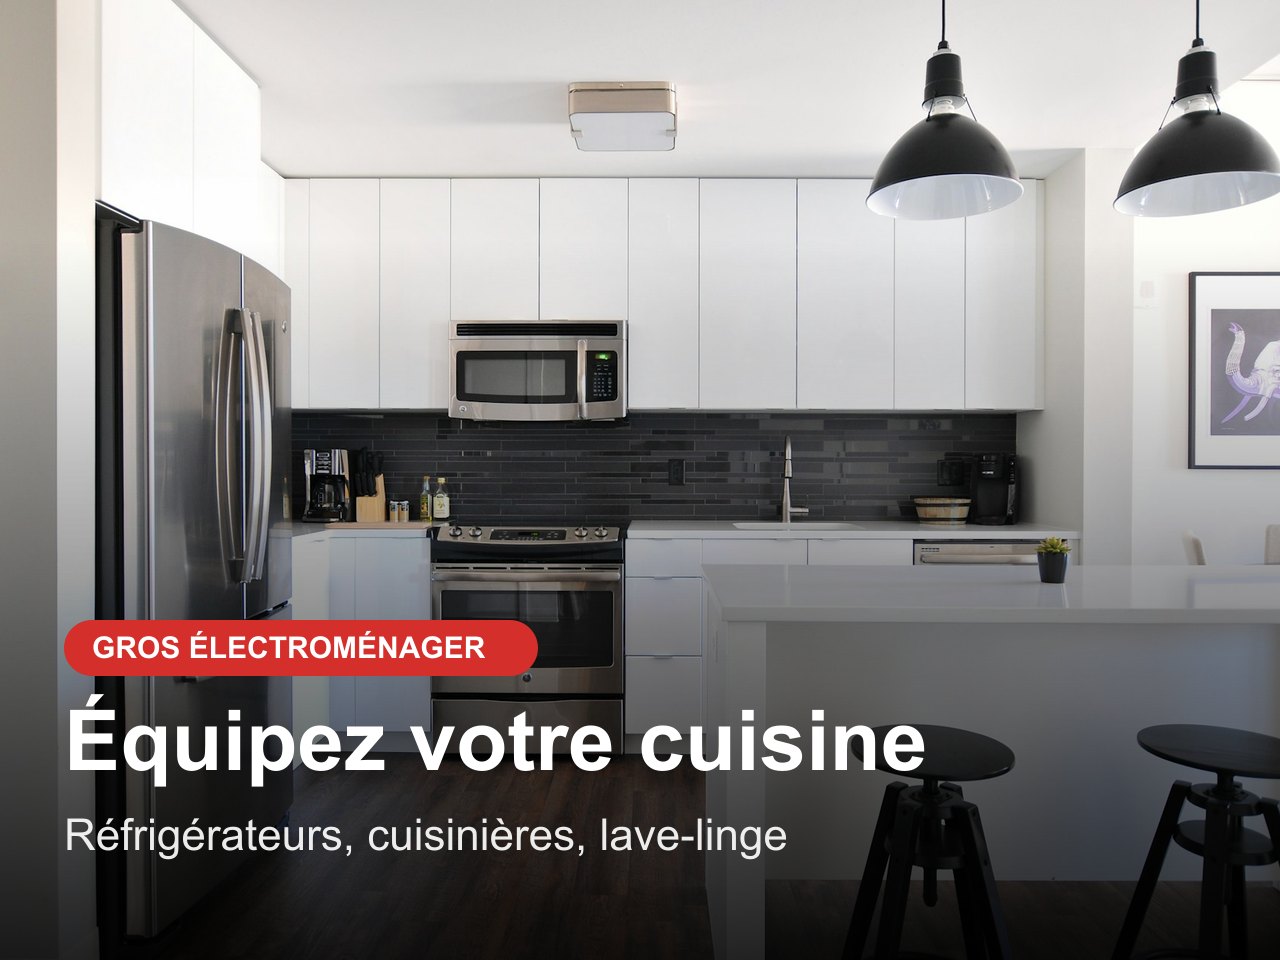 GROS ÉLECTROMÉNAGER
Équipez votre cuisine
Réfrigérateurs, cuisinières, lave-linge